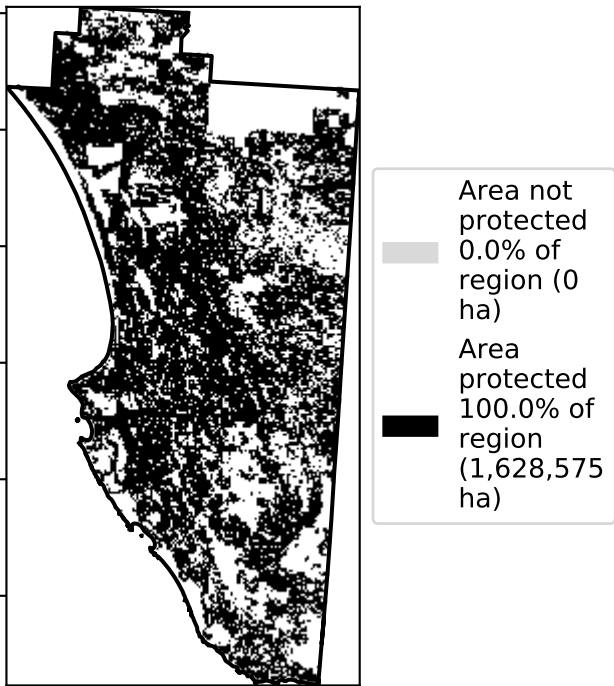 Area not
protected
0.0% of
region (0
ha)
Area
protected
100.0% of
region
(1,628,575
ha)